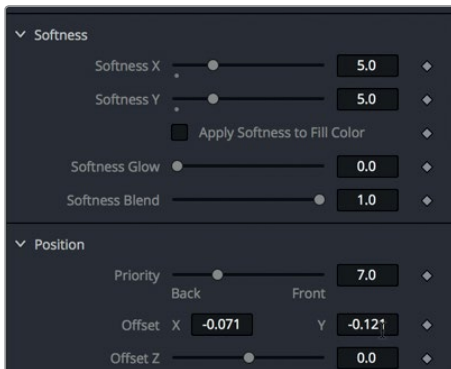 Softness
Softness X 5.0
Softness Y 5.0
Apply Softness to Fill Color
Softness Glow 0.0
Softness Blend 1.0
Position
Priority 7.0
Back Front
Offset X -0.071 Y -0.121
Offset Z 0.0